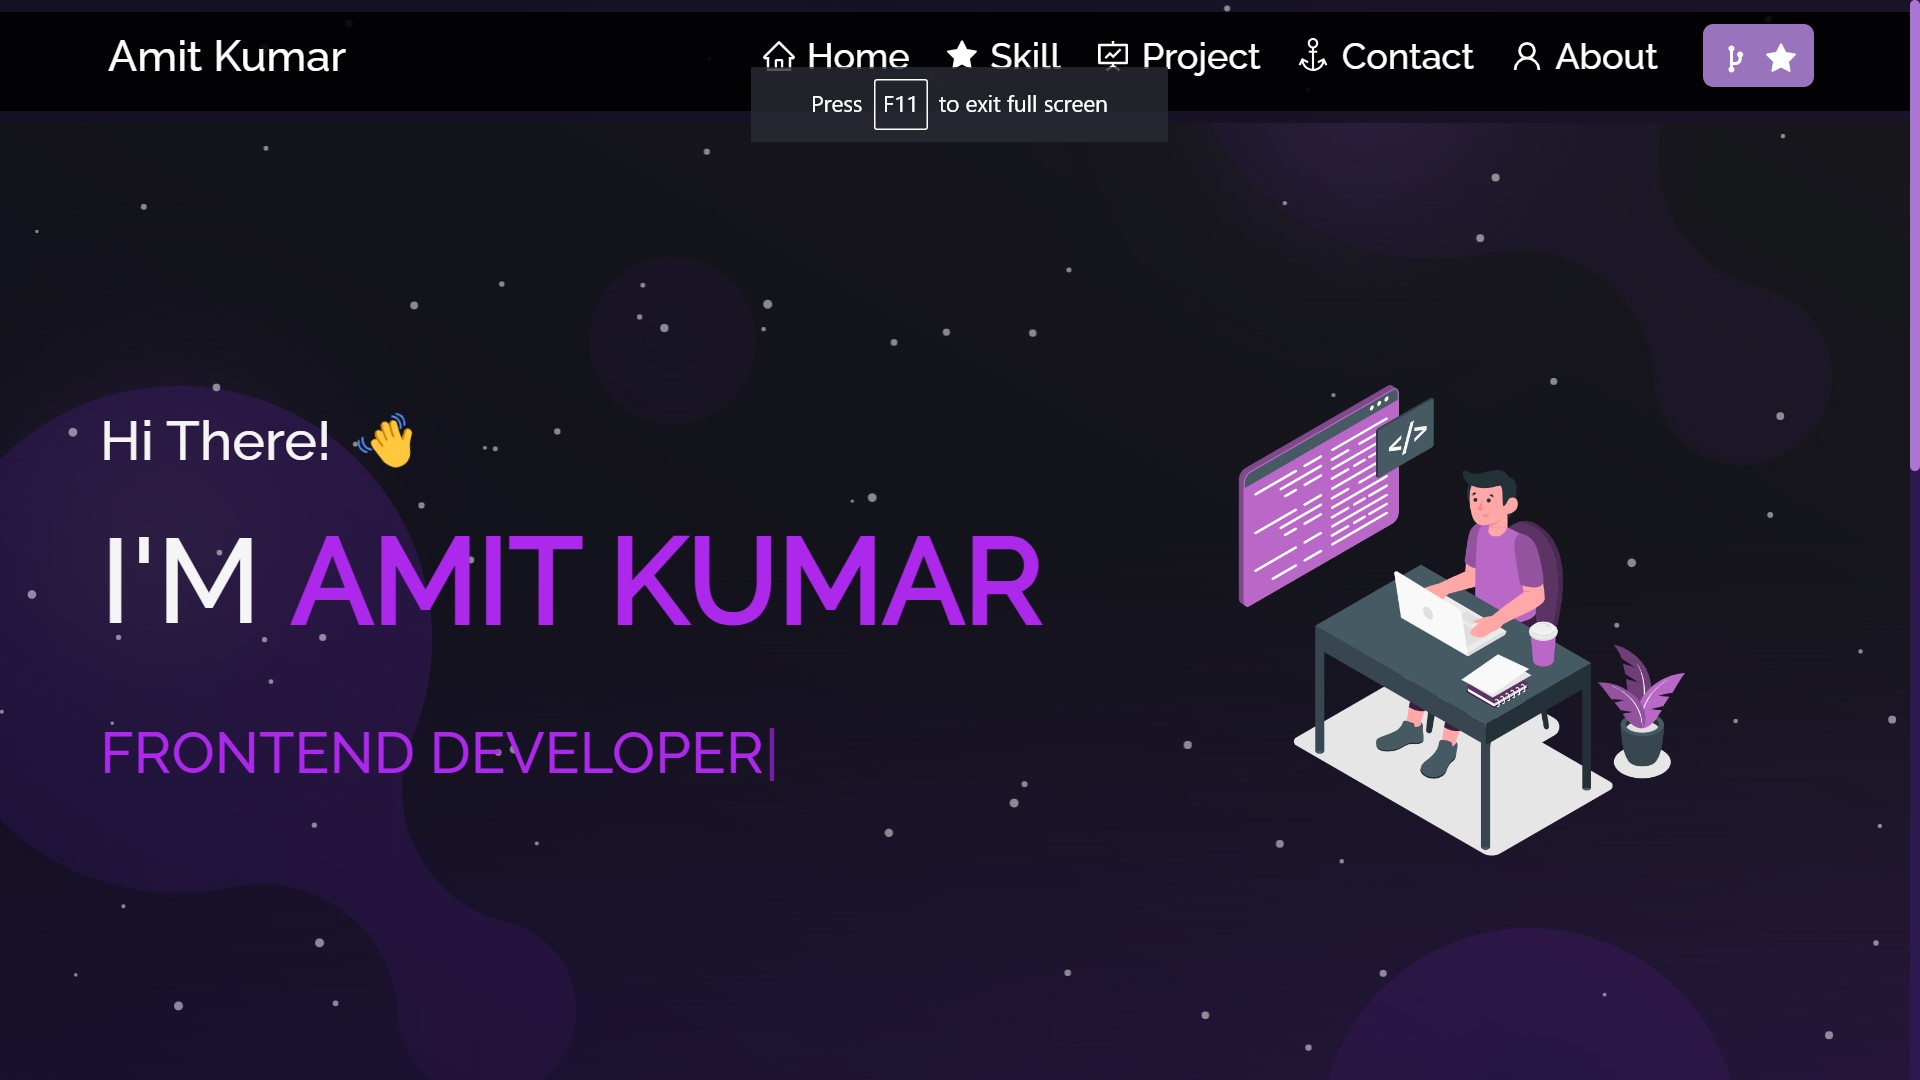 Amit Kumar Home Skill Project Contact About
Press F11 to exit full screen
Hi There! 👋
I'M AMIT KUMAR
FRONTEND DEVELOPER|
</>